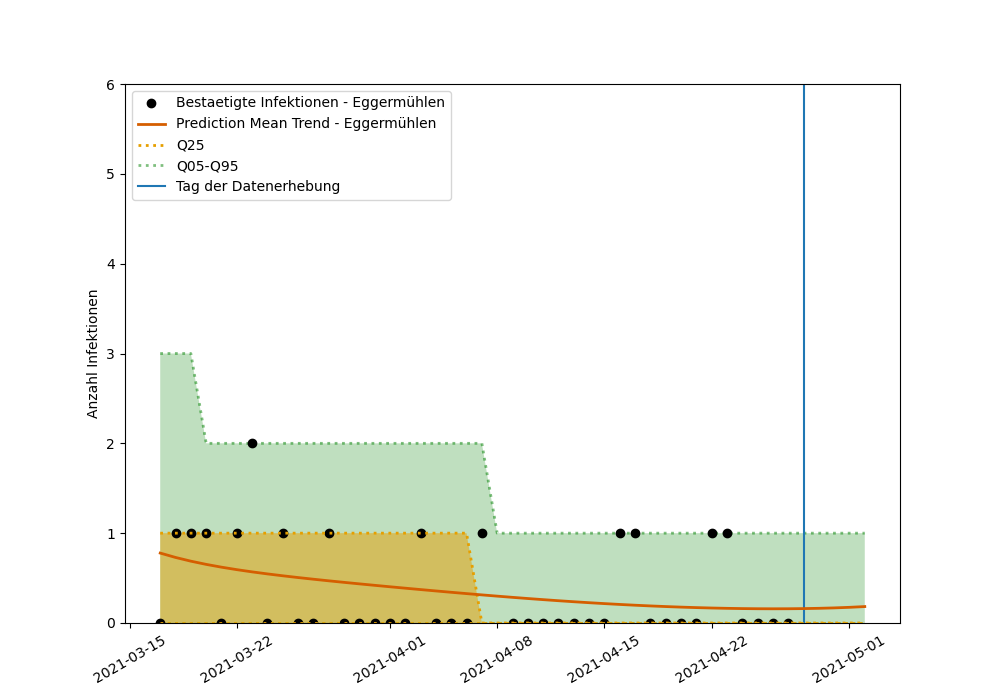 6
5
4
3
2
1
0
Anzahl Infektionen
Bestaetigte Infektionen - Eggermühlen
Prediction Mean Trend - Eggermühlen
Q25
Q05-Q95
Tag der Datenerhebung
2021-03-15
2021-03-22
2021-04-01
2021-04-08
2021-04-15
2021-04-22
2021-05-01